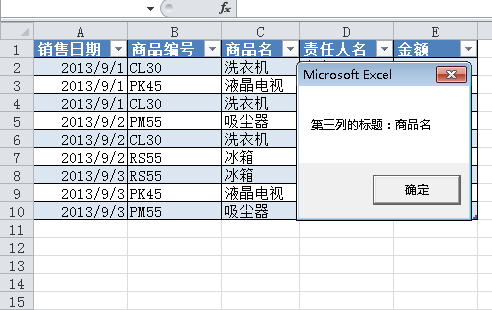 fx
A B C D E
1 销售日期 商品编号 商品名 责任人名 金额
2 2013/9/1 CL30 洗衣机
3 2013/9/1 PK45 液晶电视
4 2013/9/1 CL30 洗衣机
5 2013/9/2 PM55 吸尘器
6 2013/9/2 CL30 洗衣机
7 2013/9/2 RS55 冰箱
8 2013/9/3 RS55 冰箱
9 2013/9/3 PK45 液晶电视
10 2013/9/3 PM55 吸尘器
11
12
13
14
15
Microsoft Excel
第三列的标题：商品名
确定